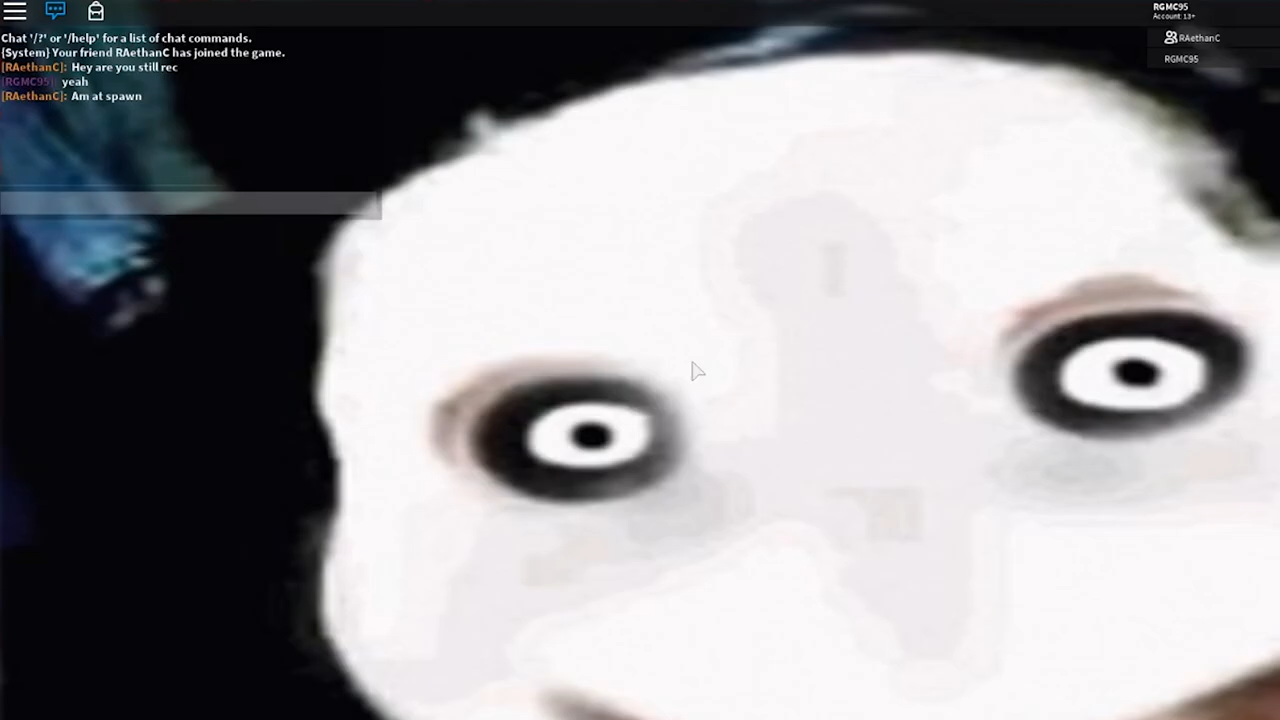 RGMC95
Account: 13+
Chat '/?' or '/help' for a list of chat commands.
{System} Your friend RAethanC has joined the game.
[RAethanC]: Hey are you still rec
[RGMC95]: yeah
[RAethanC]: Am at spawn
RAethanC
RGMC95